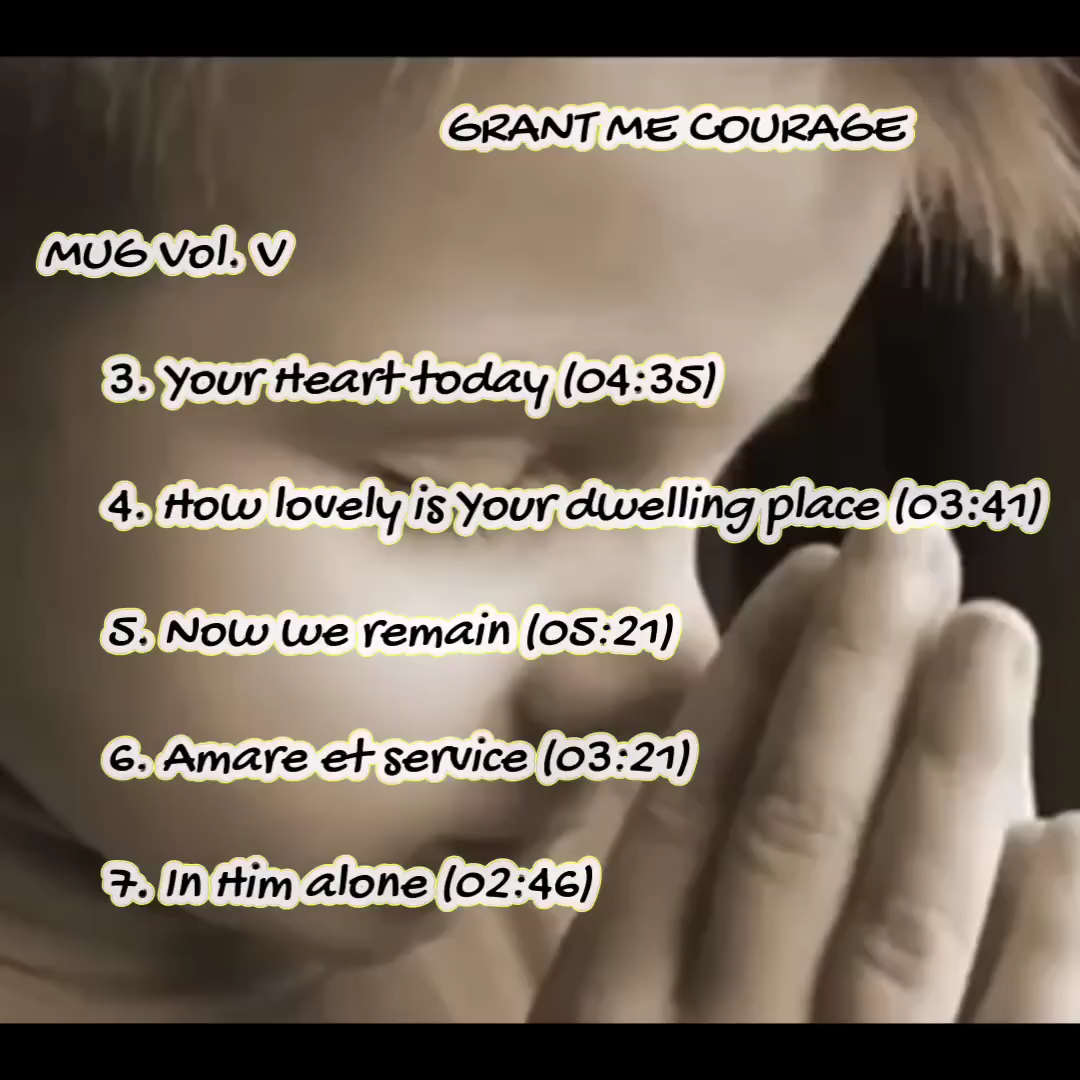 GRANT ME COURAGE
MUG Vol. V
3. Your Heart today (04:35)
4. How lovely is Your dwelling place (03:41)
5. Now we remain (05:21)
6. Amare et service (03:21)
7. In Him alone (02:46)